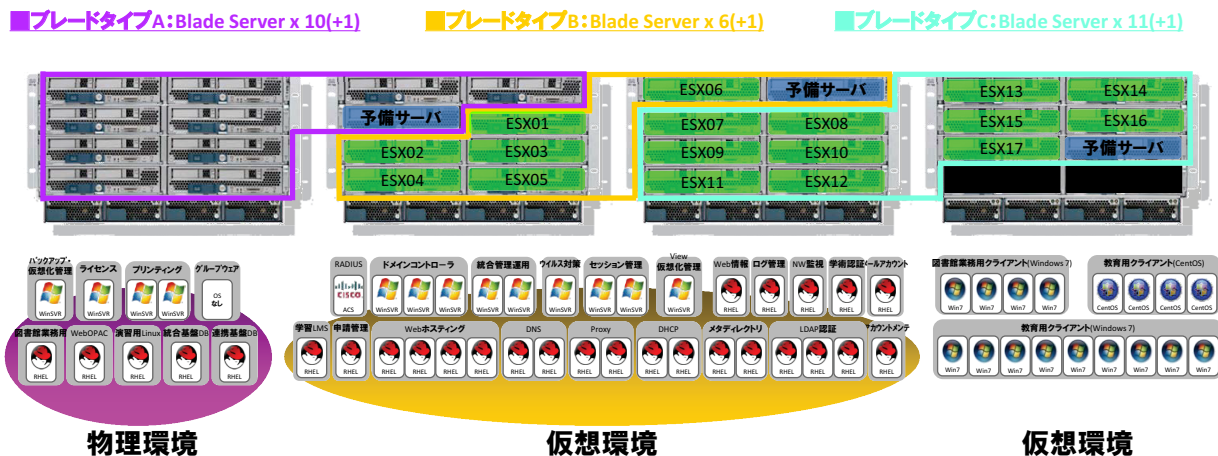 ■ブレードタイプA:Blade Server x 10(+1)
■ブレードタイプB:Blade Server x 6(+1)
■ブレードタイプC:Blade Server x 11(+1)
ESX06 予備サーバ
ESX13 ESX14
予備サーバ ESX01
ESX07 ESX08
ESX15 ESX16
ESX02 ESX03
ESX09 ESX10
ESX17 予備サーバ
ESX04 ESX05
ESX11 ESX12
バックアップ・
仮想化管理
WinSVR
ライセンス
WinSVR
プリンティング
WinSVR WinSVR
グループウェア
OS
なし
図書館業務用
RHEL
WebOPAC
RHEL
演習用Linux
RHEL
統合基盤DB
RHEL
連携基盤DB
RHEL
物理環境
RADIUS
CISCO.
ACS
ドメインコントローラ
WinSVR WinSVR WinSVR
統合管理運用
WinSVR WinSVR
ウイルス対策
WinSVR
セッション管理
WinSVR WinSVR
View
仮想化管理
WinSVR
Web情報
RHEL
ログ管理
RHEL
NW監視
RHEL
学術認証
RHEL
メールアカウント
RHEL
学習LMS
RHEL
申請管理
RHEL
Webホスティング
RHEL RHEL RHEL RHEL
DNS
RHEL RHEL
Proxy
RHEL RHEL
DHCP
RHEL RHEL
メタディレクトリ
RHEL RHEL
LDAP認証
RHEL RHEL RHEL
アカウントメンテ
RHEL
仮想環境
図書館業務用クライアント(Windows7)
Win7 Win7 Win7 Win7
教育用クライアント(CentOS)
CentOS CentOS CentOS CentOS
教育用クライアント(Windows7)
Win7 Win7 Win7 Win7 Win7 Win7 Win7 Win7 Win7
仮想環境